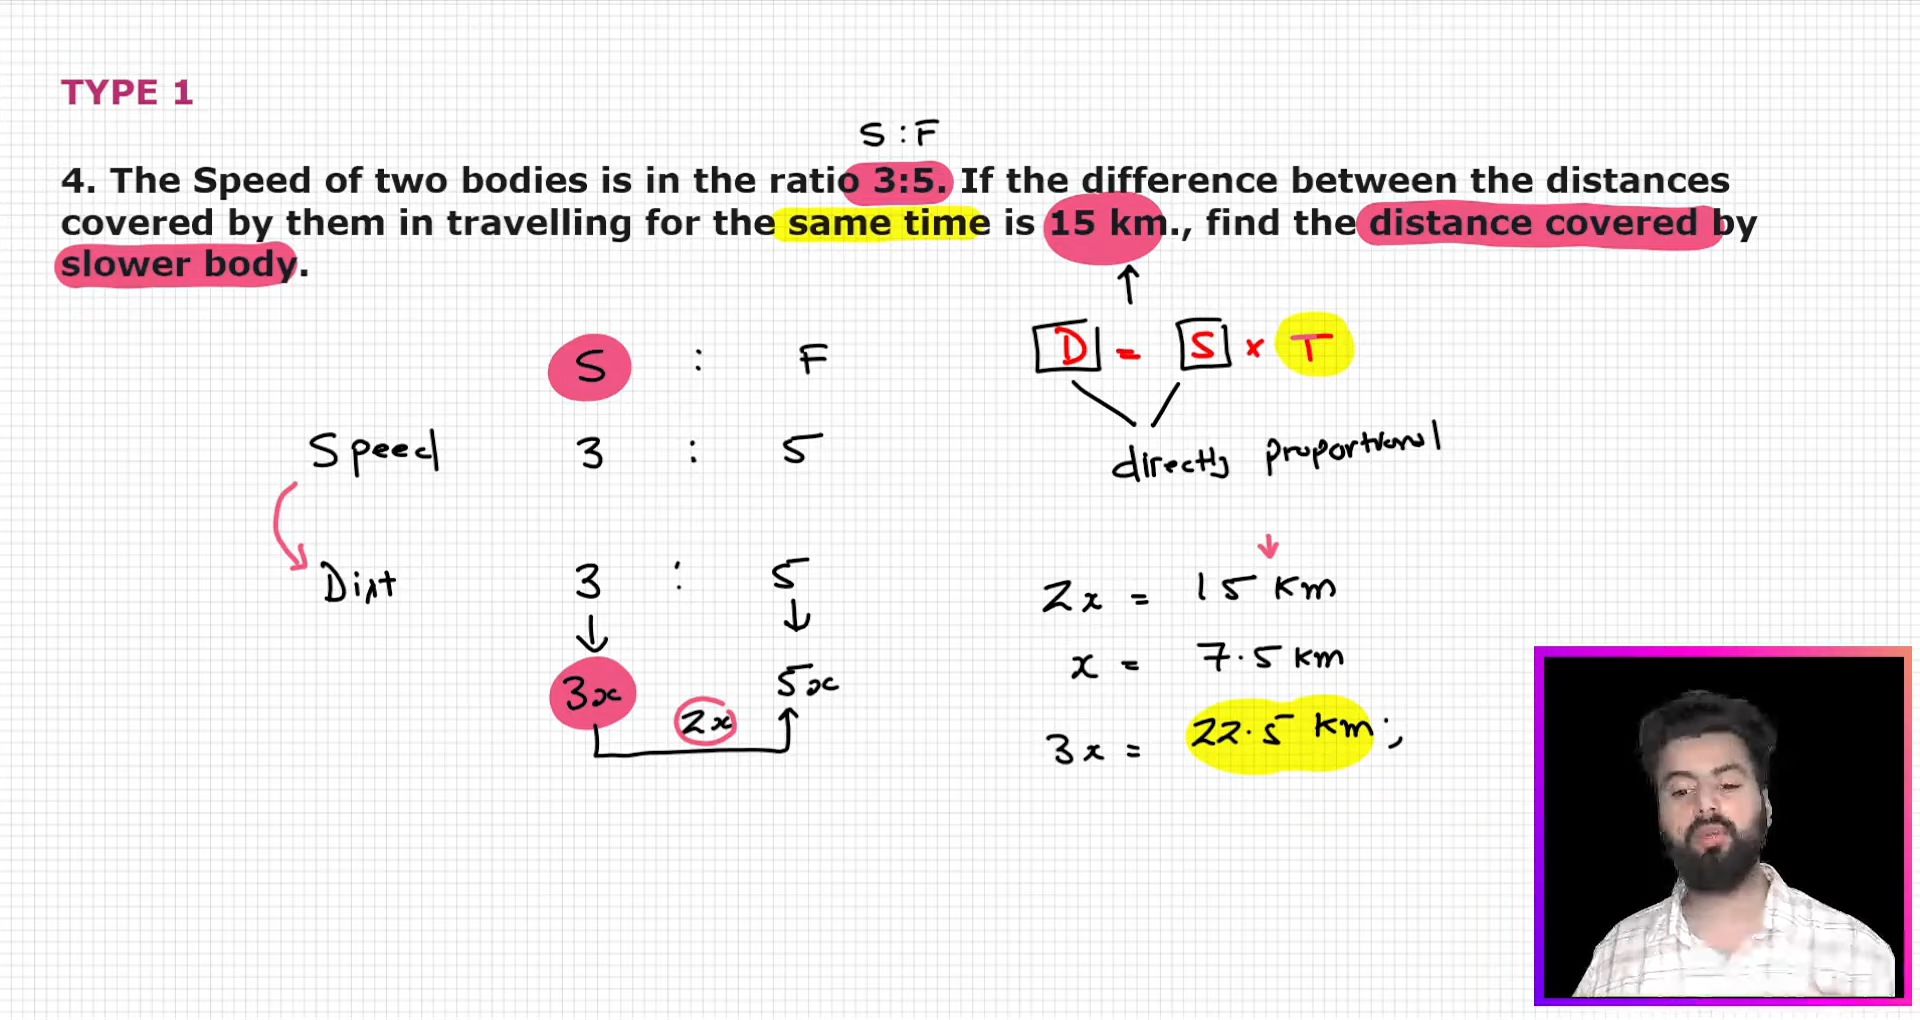 TYPE 1
S : F
4. The Speed of two bodies is in the ratio 3:5. If the difference between the distances
covered by them in travelling for the same time is 15 km., find the distance covered by
slower body.
S : F
D = S × T
Speed 3 : 5
directly proportional
Dist 3 : 5
3x 5x
2x
2x = 15 km
x = 7.5 km
3x = 22.5 km;